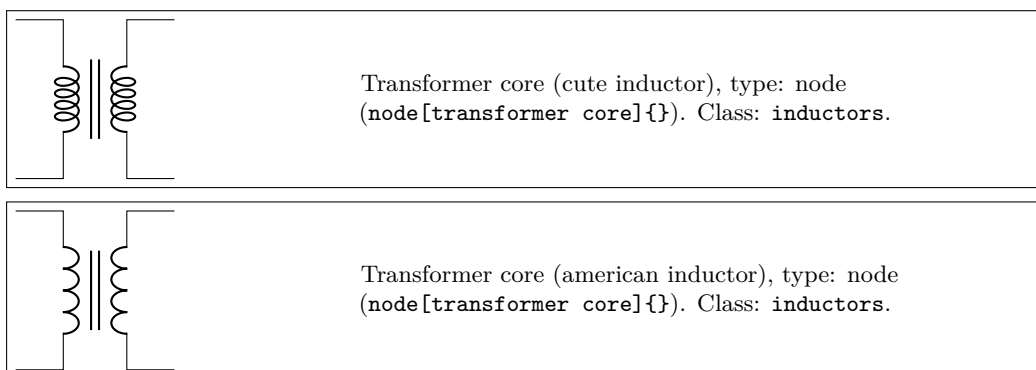 Transformer core (cute inductor), type: node
(node[transformer core]{}). Class: inductors.
Transformer core (american inductor), type: node
(node[transformer core]{}). Class: inductors.